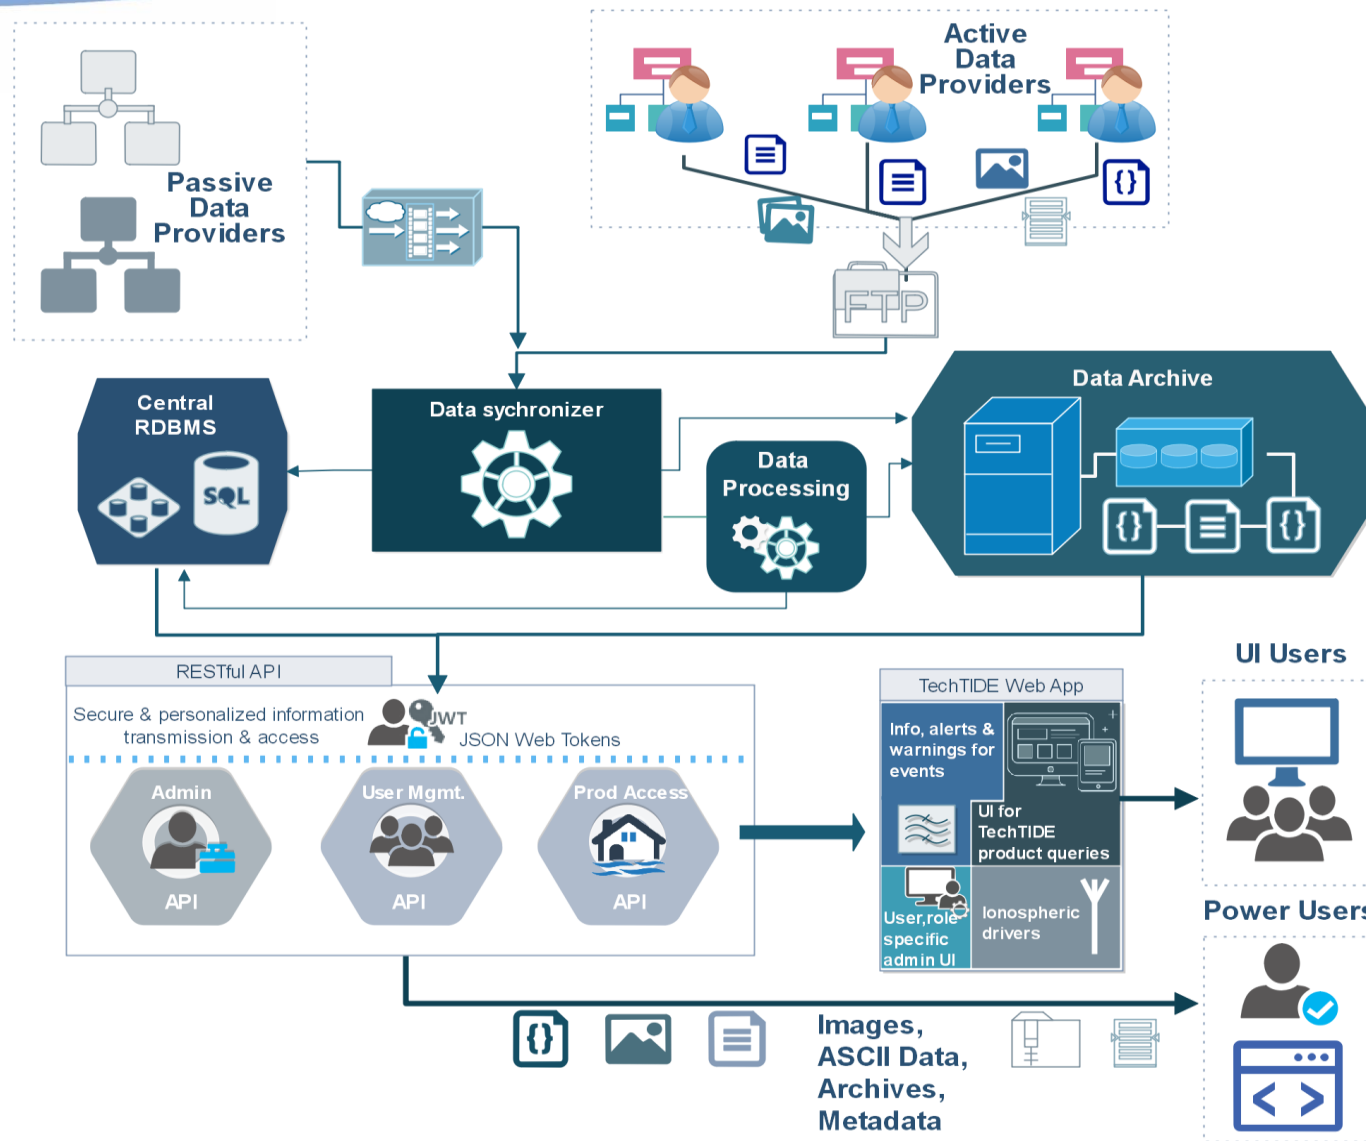 Active
Data
Providers
Passive
Data
Providers
FTP
Central
RDBMS
SQL
Data sychronizer
Data
Processing
Data Archive
{}
{}
{}
RESTful API
Secure & personalized information
transmission & access
JWT
JSON Web Tokens
Admin
API
User Mgmt.
API
Prod Access
API
TechTIDE Web App
Info, alerts &
warnings for
events
UI for
TechTIDE
product queries
User,role-
specific
admin UI
Ionospheric
drivers
UI Users
Power Users
{}
Images,
ASCII Data,
Archives,
Metadata
< >